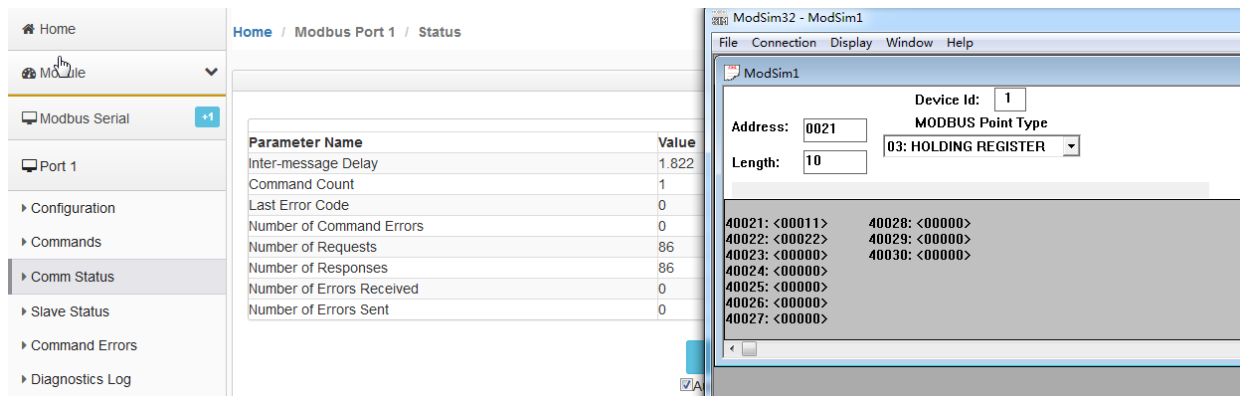 Home
Module
Modbus Serial +1
Port 1
Configuration
Commands
Comm Status
Slave Status
Command Errors
Diagnostics Log
Home / Modbus Port 1 / Status
Parameter Name Value
Inter-message Delay 1.822
Command Count 1
Last Error Code 0
Number of Command Errors 0
Number of Requests 86
Number of Responses 86
Number of Errors Received 0
Number of Errors Sent 0
ModSim32 - ModSim1
File Connection Display Window Help
ModSim1
Device Id: 1
Address: 0021
MODBUS Point Type
03: HOLDING REGISTER
Length: 10
40021: <00011> 40028: <00000>
40022: <00022> 40029: <00000>
40023: <00000> 40030: <00000>
40024: <00000>
40025: <00000>
40026: <00000>
40027: <00000>